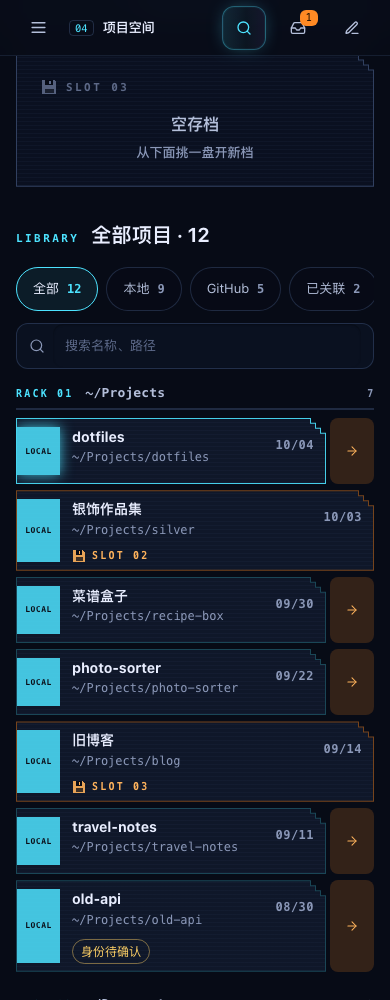 04 项目空间 1
SLOT 03
空存档
从下面挑一盘开新档
LIBRARY 全部项目 · 12
全部 12 本地 9 GitHub 5 已关联 2
搜索名称、路径
RACK 01 ~/Projects 7
LOCAL dotfiles 10/04
~/Projects/dotfiles
LOCAL 银饰作品集 10/03
~/Projects/silver
SLOT 02
LOCAL 菜谱盒子 09/30
~/Projects/recipe-box
LOCAL photo-sorter 09/22
~/Projects/photo-sorter
LOCAL 旧博客 09/14
~/Projects/blog
SLOT 03
LOCAL travel-notes 09/11
~/Projects/travel-notes
LOCAL old-api 08/30
~/Projects/old-api
身份待确认